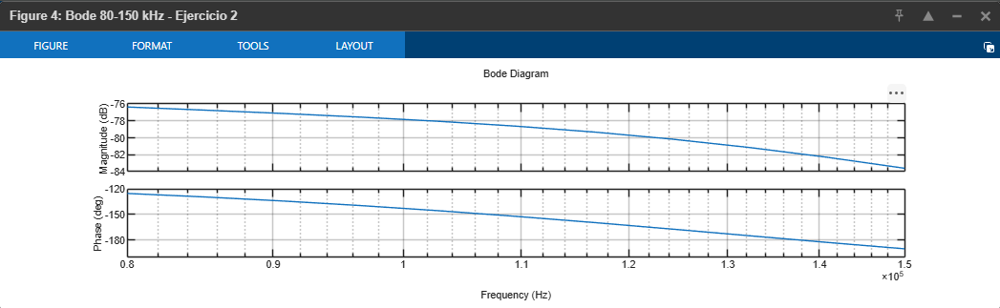 Figure 4: Bode 80-150 kHz - Ejercicio 2
FIGURE FORMAT TOOLS LAYOUT
Bode Diagram
Magnitude (dB)
-76
-78
-80
-82
-84
Phase (deg)
-120
-150
-180
0.8 0.9 1 1.1 1.2 1.3 1.4 1.5
×10⁵
Frequency (Hz)